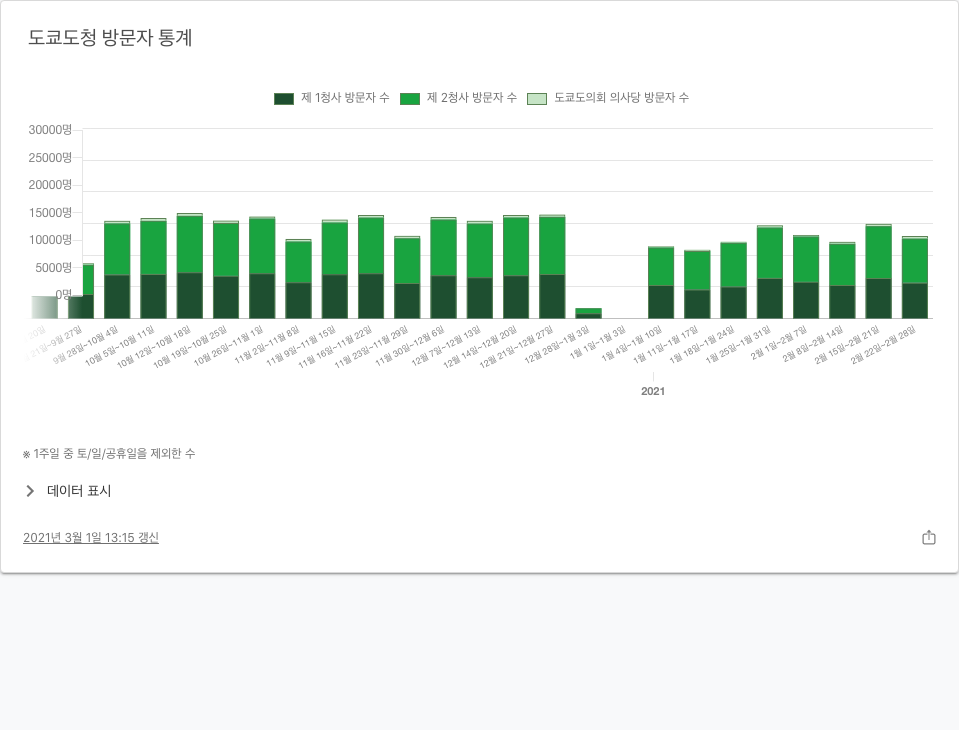 도쿄도청 방문자 통계
제 1청사 방문자 수 제 2청사 방문자 수 도쿄도의회 의사당 방문자 수
30000명
25000명
20000명
15000명
10000명
5000명
0명
9월 28일~10월 4일
10월 5일~10월 11일
10월 12일~10월 18일
10월 19일~10월 25일
10월 26일~11월 1일
11월 2일~11월 8일
11월 9일~11월 15일
11월 16일~11월 22일
11월 23일~11월 29일
11월 30일~12월 6일
12월 7일~12월 13일
12월 14일~12월 20일
12월 21일~12월 27일
12월 28일~1월 3일
1월 1일~1월 3일
1월 4일~1월 10일
1월 11일~1월 17일
1월 18일~1월 24일
1월 25일~1월 31일
2월 1일~2월 7일
2월 8일~2월 14일
2월 15일~2월 21일
2월 22일~2월 28일
2021
※ 1주일 중 토/일/공휴일을 제외한 수
데이터 표시
2021년 3월 1일 13:15 갱신